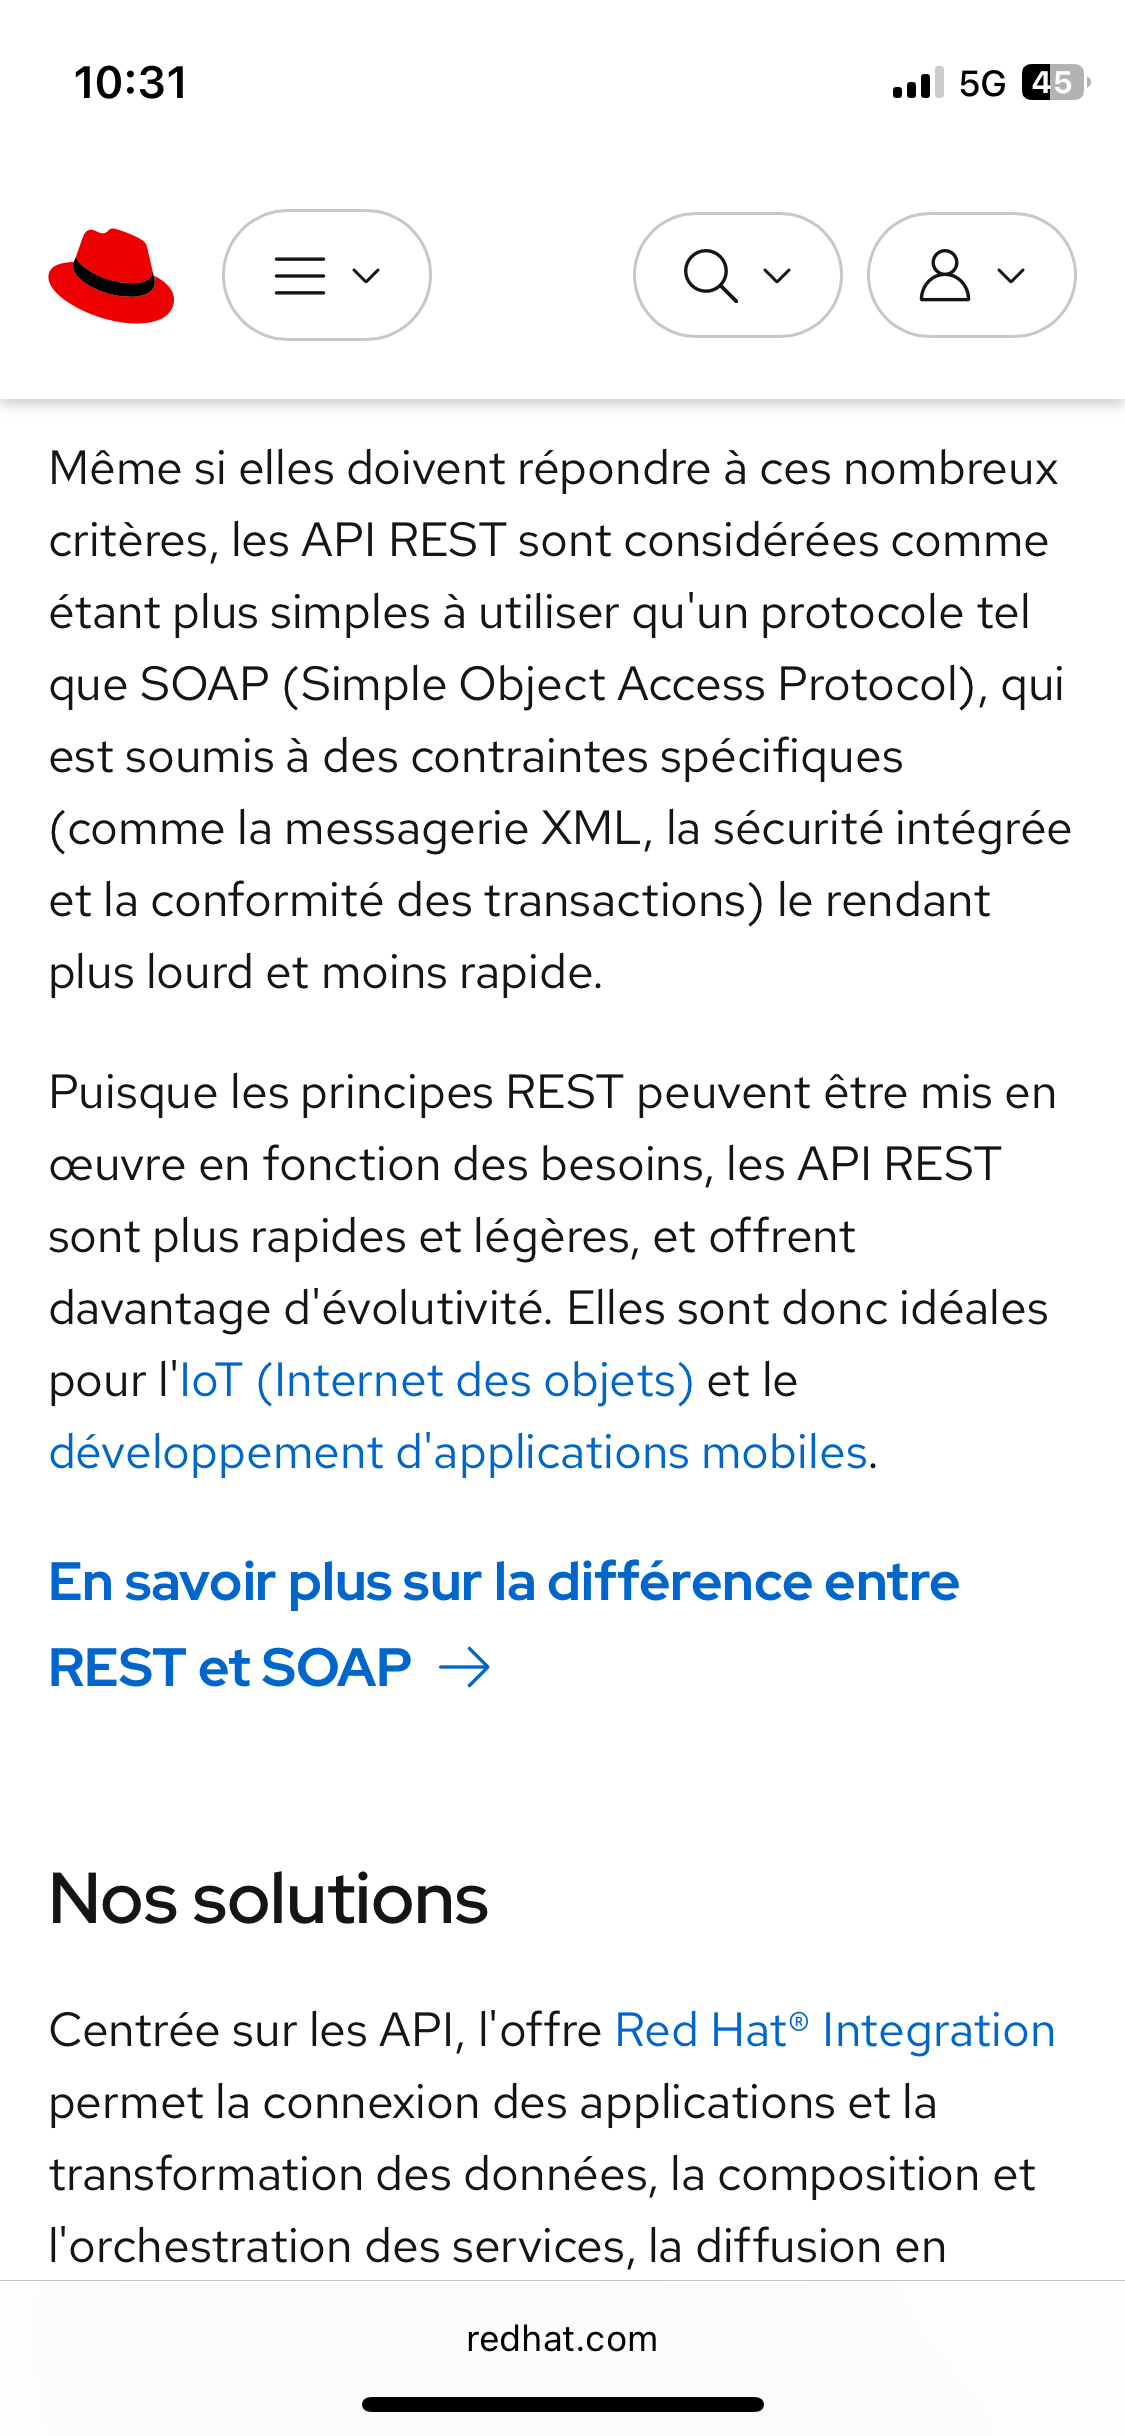 10:31
5G 45
Même si elles doivent répondre à ces nombreux
critères, les API REST sont considérées comme
étant plus simples à utiliser qu'un protocole tel
que SOAP (Simple Object Access Protocol), qui
est soumis à des contraintes spécifiques
(comme la messagerie XML, la sécurité intégrée
et la conformité des transactions) le rendant
plus lourd et moins rapide.
Puisque les principes REST peuvent être mis en
œuvre en fonction des besoins, les API REST
sont plus rapides et légères, et offrent
davantage d'évolutivité. Elles sont donc idéales
pour l'IoT (Internet des objets) et le
développement d'applications mobiles.
En savoir plus sur la différence entre
REST et SOAP →
Nos solutions
Centrée sur les API, l'offre Red Hat® Integration
permet la connexion des applications et la
transformation des données, la composition et
l'orchestration des services, la diffusion en
redhat.com